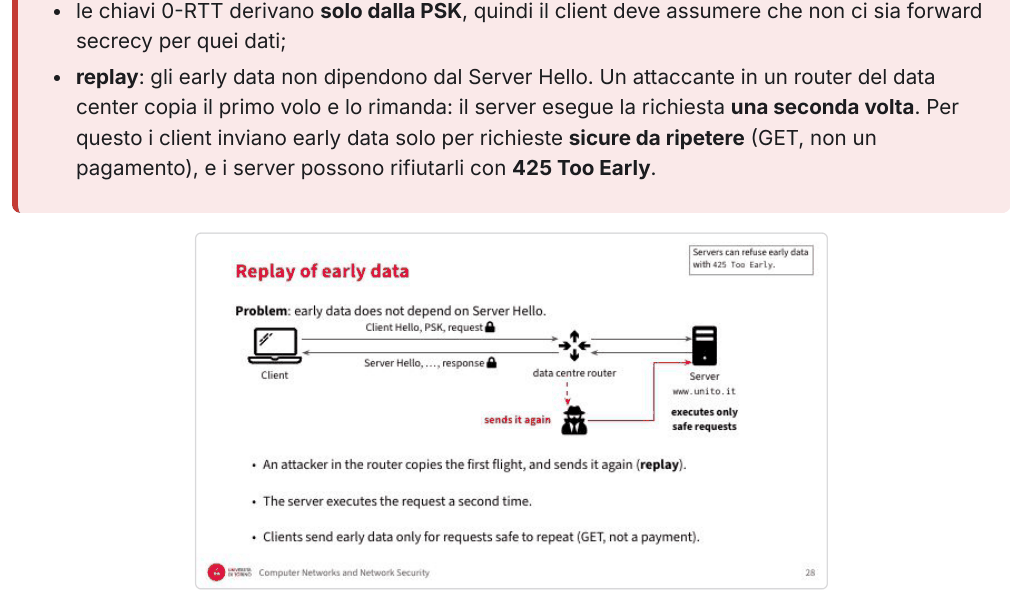 • le chiavi 0-RTT derivano solo dalla PSK, quindi il client deve assumere che non ci sia forward
secrecy per quei dati;
• replay: gli early data non dipendono dal Server Hello. Un attaccante in un router del data
center copia il primo volo e lo rimanda: il server esegue la richiesta una seconda volta. Per
questo i client inviano early data solo per richieste sicure da ripetere (GET, non un
pagamento), e i server possono rifiutarli con 425 Too Early.
Servers can refuse early data
with 425 Too Early.
Replay of early data
Problem: early data does not depend on Server Hello.
Client Hello, PSK, request
Server Hello, ..., response
Client
data centre router
Server
www.unito.it
sends it again
executes only
safe requests
• An attacker in the router copies the first flight, and sends it again (replay).
• The server executes the request a second time.
• Clients send early data only for requests safe to repeat (GET, not a payment).
UNIVERSITÀ
DI TORINO
Computer Networks and Network Security
28